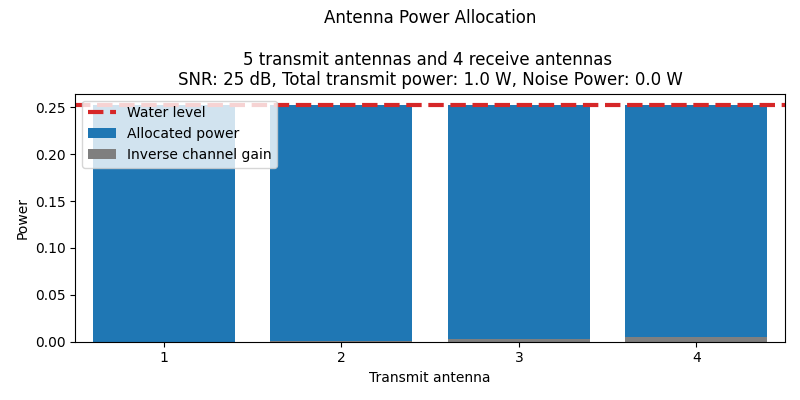 Antenna Power Allocation
5 transmit antennas and 4 receive antennas
SNR: 25 dB, Total transmit power: 1.0 W, Noise Power: 0.0 W
Water level
Allocated power
Inverse channel gain
Power
0.25
0.20
0.15
0.10
0.05
0.00
1 2 3 4
Transmit antenna